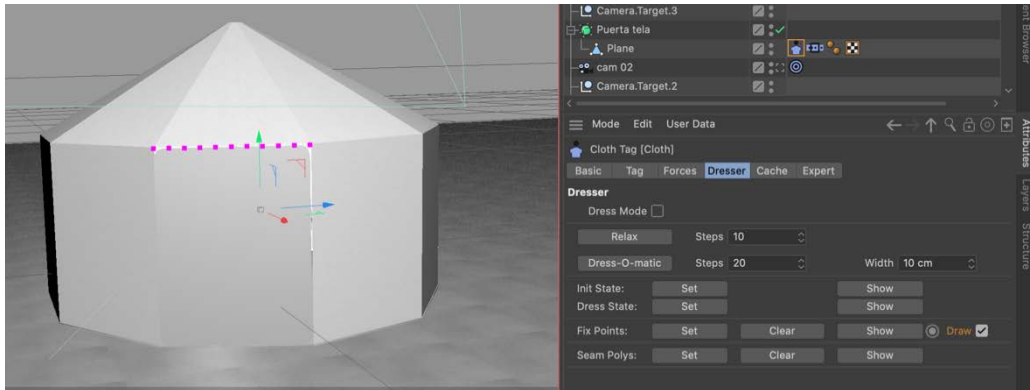 Camera.Target.3
Puerta tela
Plane
cam 02
Camera.Target.2
Mode Edit User Data
Cloth Tag [Cloth]
Basic Tag Forces Dresser Cache Expert
Dresser
Dress Mode
Relax Steps 10
Dress-O-matic Steps 20 Width 10 cm
Init State: Set Show
Dress State: Set Show
Fix Points: Set Clear Show Draw
Seam Polys: Set Clear Show
Browser
Attributes
Layers
Structure